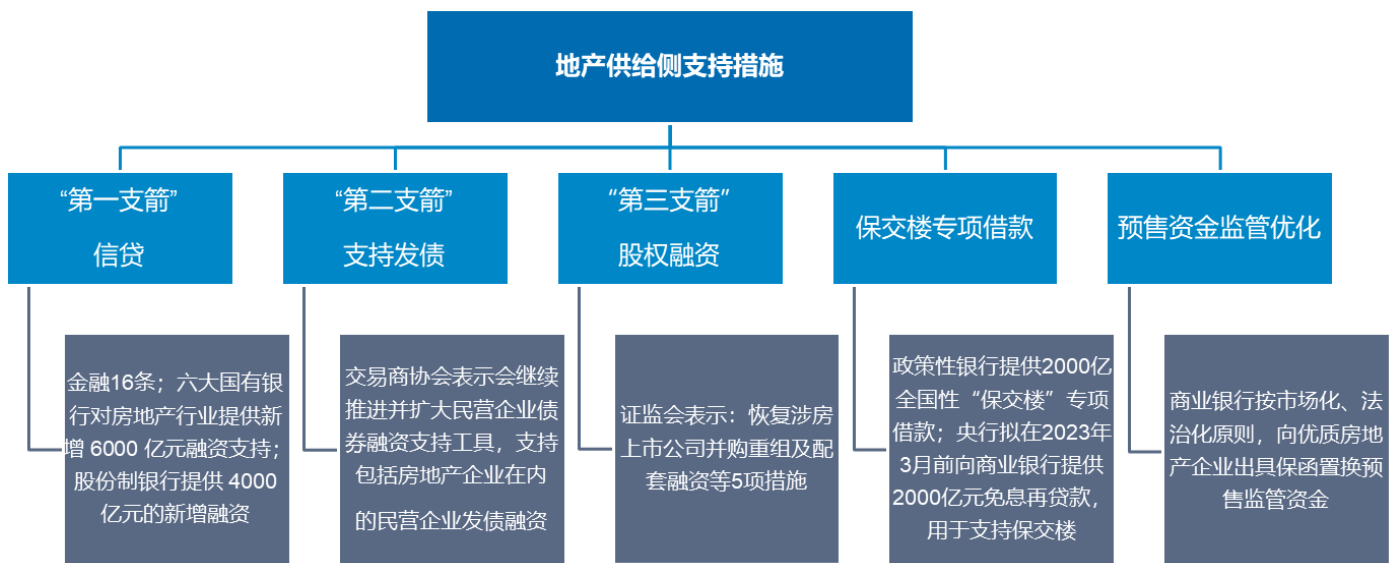 地产供给侧支持措施
“第一支箭”
信贷
“第二支箭”
支持发债
“第三支箭”
股权融资
保交楼专项借款
预售资金监管优化
金融16条；六大国有银
行对房地产行业提供新
增 6000 亿元融资支持；
股份制银行提供 4000
亿元的新增融资
交易商协会表示会继续
推进并扩大民营企业债
券融资支持工具，支持
包括房地产企业在内
的民营企业发债融资
证监会表示：恢复涉房
上市公司并购重组及配
套融资等5项措施
政策性银行提供2000亿
全国性“保交楼”专项
借款；央行拟在2023年
3月前向商业银行提供
2000亿元免息再贷款，
用于支持保交楼
商业银行按市场化、法
治化原则，向优质房地
产企业出具保函置换预
售监管资金